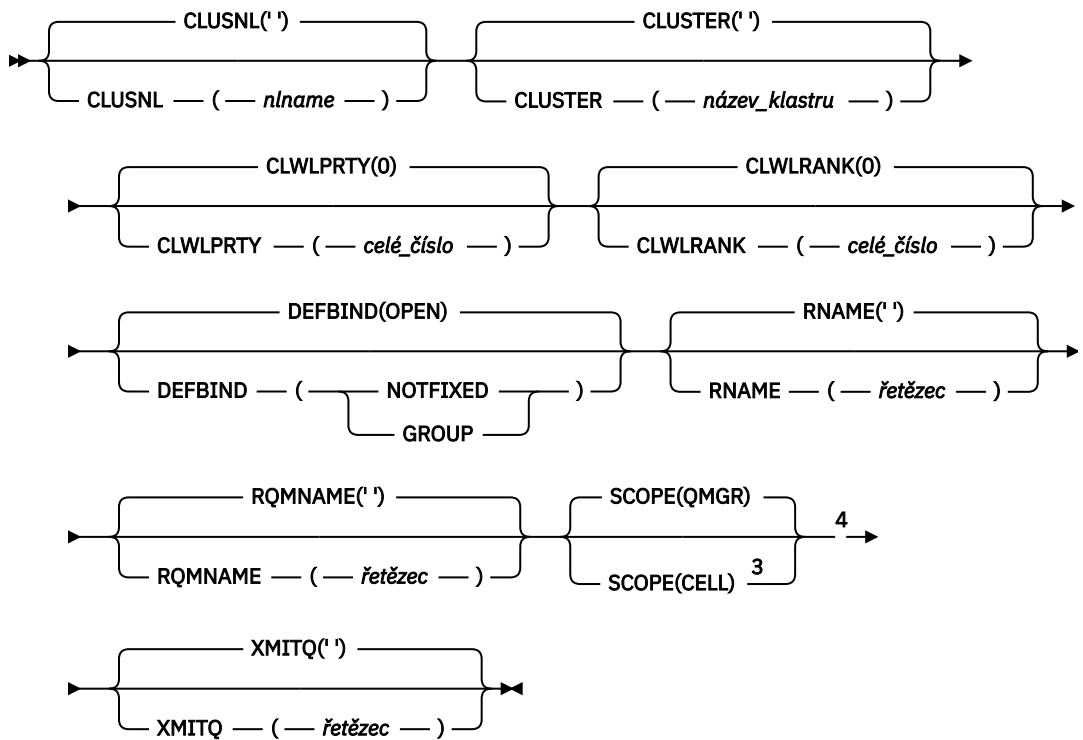 CLUSNL(' ') CLUSTER(' ')
CLUSNL ( nlname ) CLUSTER ( název_klastru )
CLWLPRTY(0) CLWLRANK(0)
CLWLPRTY ( celé_číslo ) CLWLRANK ( celé_číslo )
DEFBIND(OPEN) RNAME(' ')
DEFBIND ( NOTFIXED ) RNAME ( řetězec )
GROUP
RQMNAME(' ') SCOPE(QMGR) 4
RQMNAME ( řetězec ) SCOPE(CELL) 3
XMITQ(' ')
XMITQ ( řetězec )